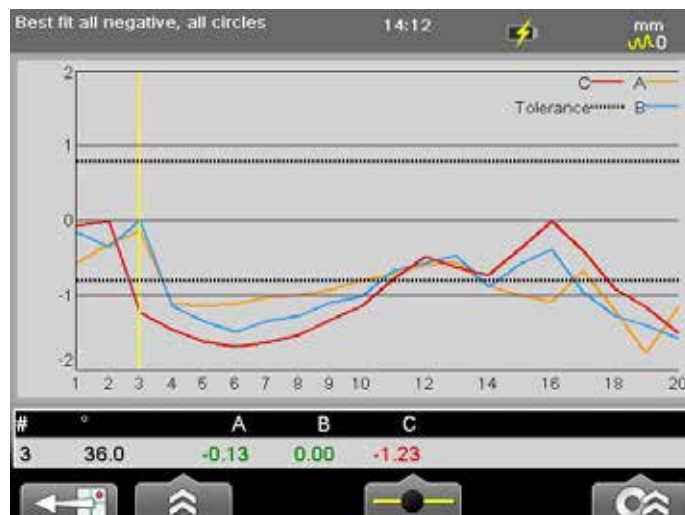 Best fit all negative, all circles 14:12 mm
0
2
C A
Tolerance B
1
0
-1
-2
1 2 3 4 5 6 7 8 9 10 12 14 16 18 20
# ° A B C
3 36.0 -0.13 0.00 -1.23